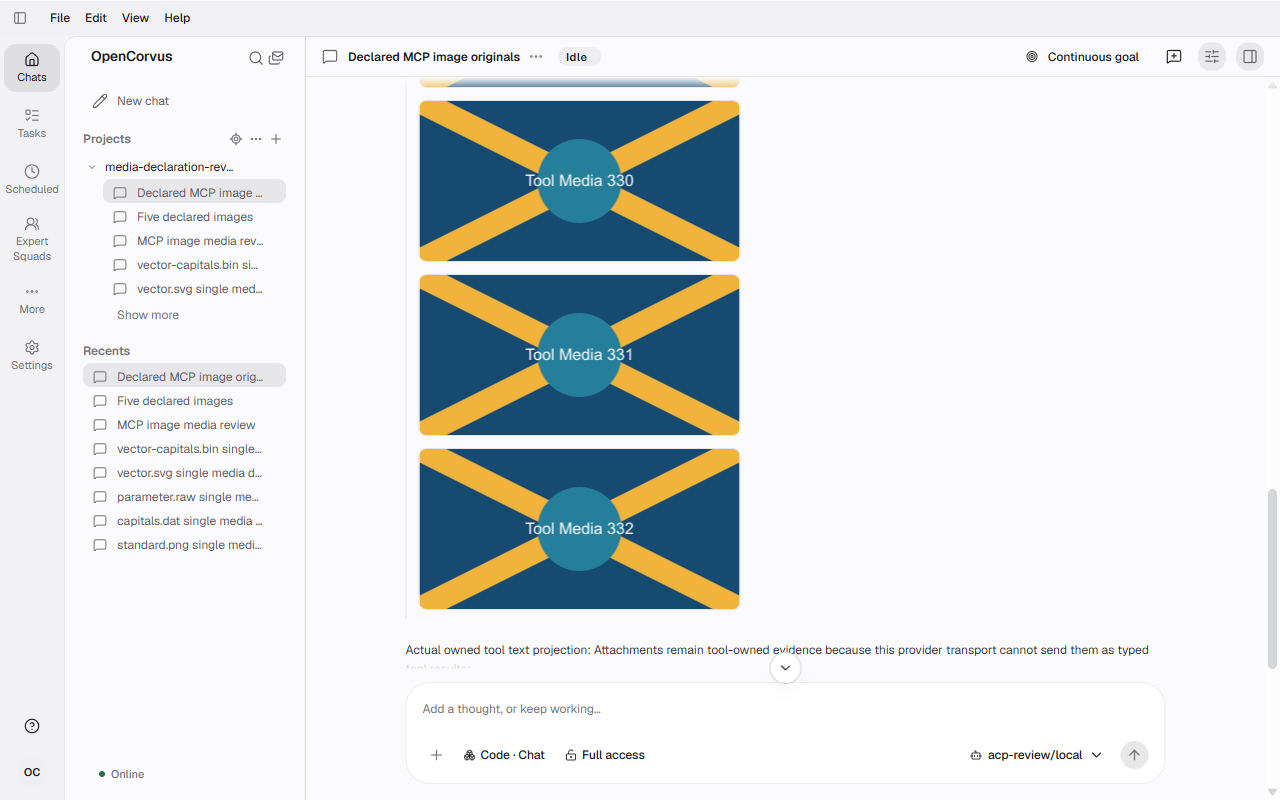 File Edit View Help
Chats
Tasks
Scheduled
Expert
Squads
More
Settings
OC
OpenCorvus
New chat
Projects
media-declaration-rev…
Declared MCP image …
Five declared images
MCP image media rev…
vector-capitals.bin si…
vector.svg single med…
Show more
Recents
Declared MCP image orig…
Five declared images
MCP image media review
vector-capitals.bin single…
vector.svg single media d…
parameter.raw single me…
capitals.dat single media …
standard.png single medi…
Online
Declared MCP image originals Idle Continuous goal
Tool Media 330
Tool Media 331
Tool Media 332
Actual owned tool text projection: Attachments remain tool-owned evidence because this provider transport cannot send them as typed
tool results:
Add a thought, or keep working…
Code · Chat Full access acp-review/local